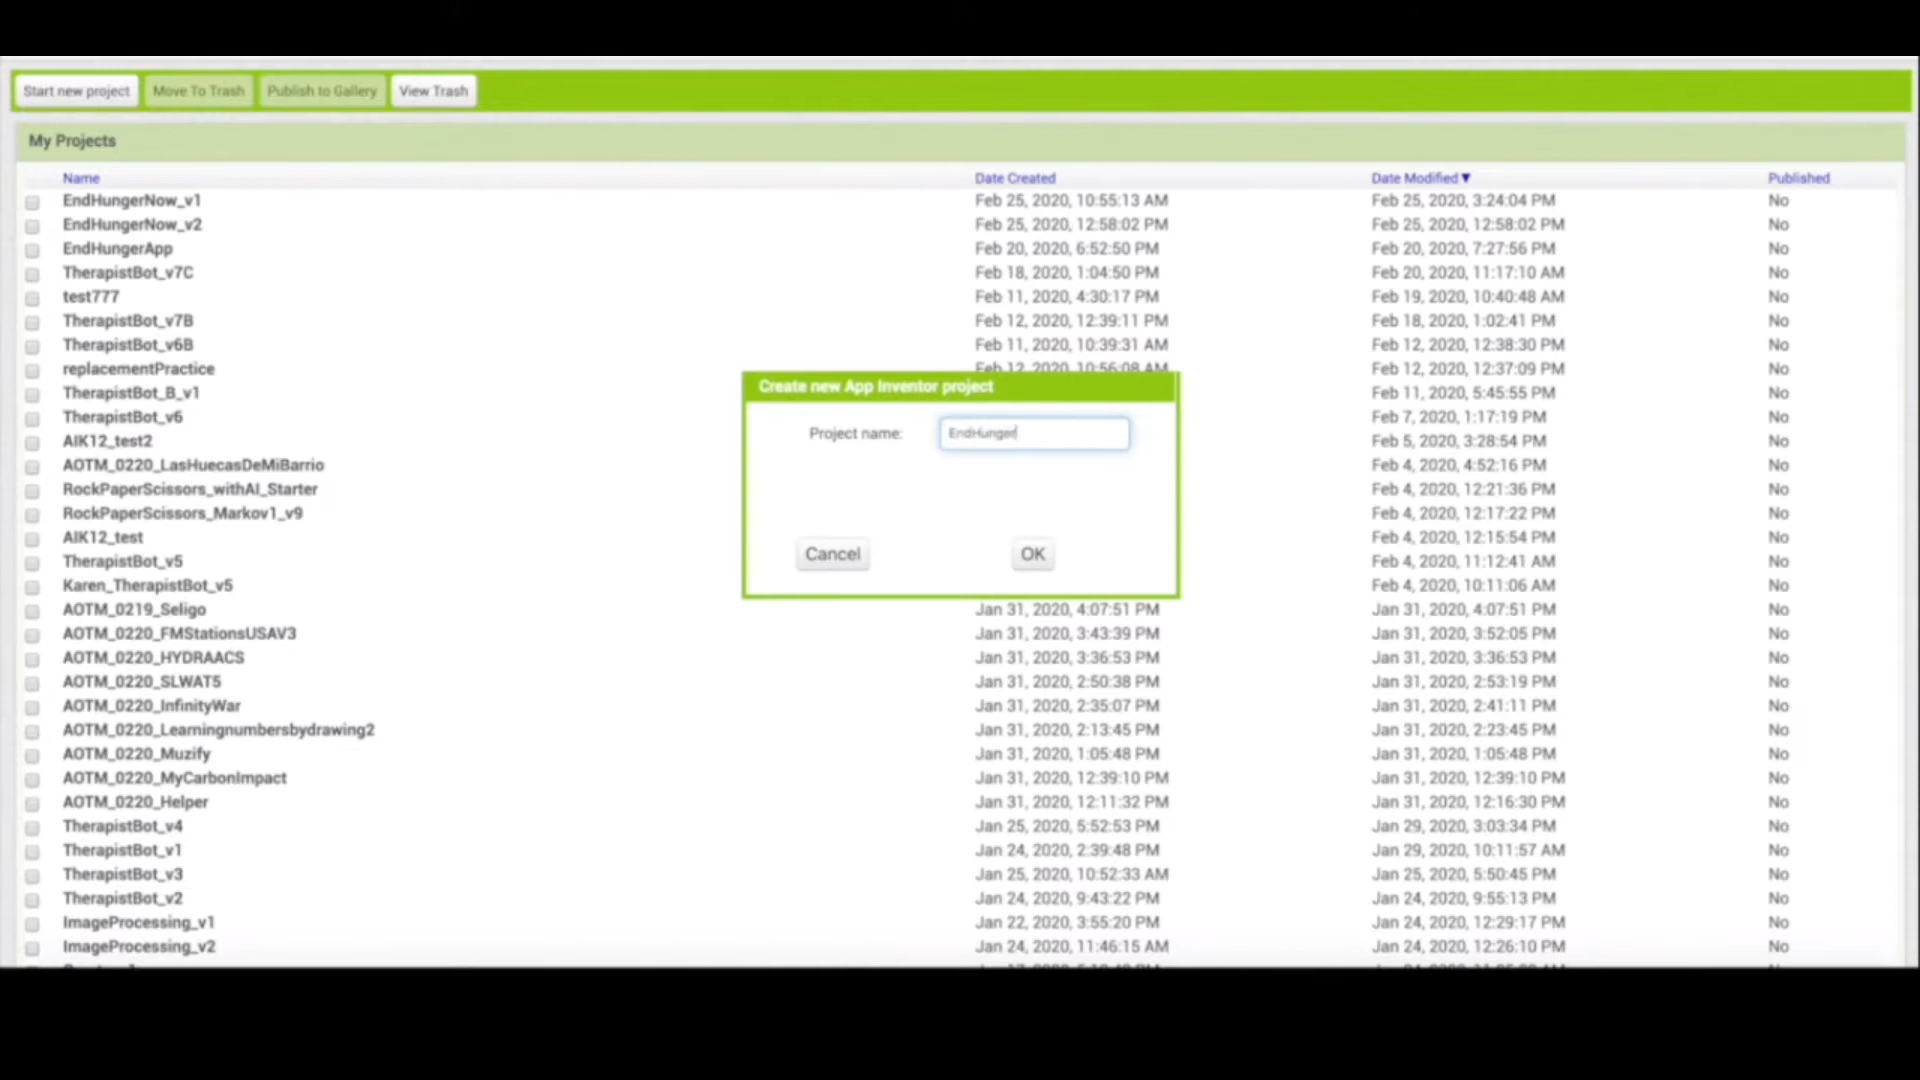 Start new project Move To Trash Publish to Gallery View Trash
My Projects
Name Date Created Date Modified ▼ Published
EndHungerNow_v1 Feb 25, 2020, 10:55:13 AM Feb 25, 2020, 3:24:04 PM No
EndHungerNow_v2 Feb 25, 2020, 12:58:02 PM Feb 25, 2020, 12:58:02 PM No
EndHungerApp Feb 20, 2020, 6:52:50 PM Feb 20, 2020, 7:27:56 PM No
TherapistBot_v7C Feb 18, 2020, 1:04:50 PM Feb 20, 2020, 11:17:10 AM No
test777 Feb 11, 2020, 4:30:17 PM Feb 19, 2020, 10:40:48 AM No
TherapistBot_v7B Feb 12, 2020, 12:39:11 PM Feb 18, 2020, 1:02:41 PM No
TherapistBot_v6B Feb 11, 2020, 10:39:31 AM Feb 12, 2020, 12:38:30 PM No
replacementPractice Feb 12, 2020, 10:56:08 AM Feb 12, 2020, 12:37:09 PM No
Create new App Inventor project
TherapistBot_B_v1 Feb 11, 2020, 5:45:55 PM No
TherapistBot_v6 Feb 7, 2020, 1:17:19 PM No
Project name: EndHunger
AIK12_test2 Feb 5, 2020, 3:28:54 PM No
AOTM_0220_LasHuecasDeMiBarrio Feb 4, 2020, 4:52:16 PM No
RockPaperScissors_withAI_Starter Feb 4, 2020, 12:21:36 PM No
RockPaperScissors_Markov1_v9 Feb 4, 2020, 12:17:22 PM No
AIK12_test Feb 4, 2020, 12:15:54 PM No
Cancel OK
TherapistBot_v5 Feb 4, 2020, 11:12:41 AM No
Karen_TherapistBot_v5 Feb 4, 2020, 10:11:06 AM No
AOTM_0219_Seligo Jan 31, 2020, 4:07:51 PM Jan 31, 2020, 4:07:51 PM No
AOTM_0220_FMStationsUSAV3 Jan 31, 2020, 3:43:39 PM Jan 31, 2020, 3:52:05 PM No
AOTM_0220_HYDRAACS Jan 31, 2020, 3:36:53 PM Jan 31, 2020, 3:36:53 PM No
AOTM_0220_SLWAT5 Jan 31, 2020, 2:50:38 PM Jan 31, 2020, 2:53:19 PM No
AOTM_0220_InfinityWar Jan 31, 2020, 2:35:07 PM Jan 31, 2020, 2:41:11 PM No
AOTM_0220_Learningnumbersbydrawing2 Jan 31, 2020, 2:13:45 PM Jan 31, 2020, 2:23:45 PM No
AOTM_0220_Muzify Jan 31, 2020, 1:05:48 PM Jan 31, 2020, 1:05:48 PM No
AOTM_0220_MyCarbonImpact Jan 31, 2020, 12:39:10 PM Jan 31, 2020, 12:39:10 PM No
AOTM_0220_Helper Jan 31, 2020, 12:11:32 PM Jan 31, 2020, 12:16:30 PM No
TherapistBot_v4 Jan 25, 2020, 5:52:53 PM Jan 29, 2020, 3:03:34 PM No
TherapistBot_v1 Jan 24, 2020, 2:39:48 PM Jan 29, 2020, 10:11:57 AM No
TherapistBot_v3 Jan 25, 2020, 10:52:33 AM Jan 25, 2020, 5:50:45 PM No
TherapistBot_v2 Jan 24, 2020, 9:43:22 PM Jan 24, 2020, 9:55:13 PM No
ImageProcessing_v1 Jan 22, 2020, 3:55:20 PM Jan 24, 2020, 12:29:17 PM No
ImageProcessing_v2 Jan 24, 2020, 11:46:15 AM Jan 24, 2020, 12:26:10 PM No